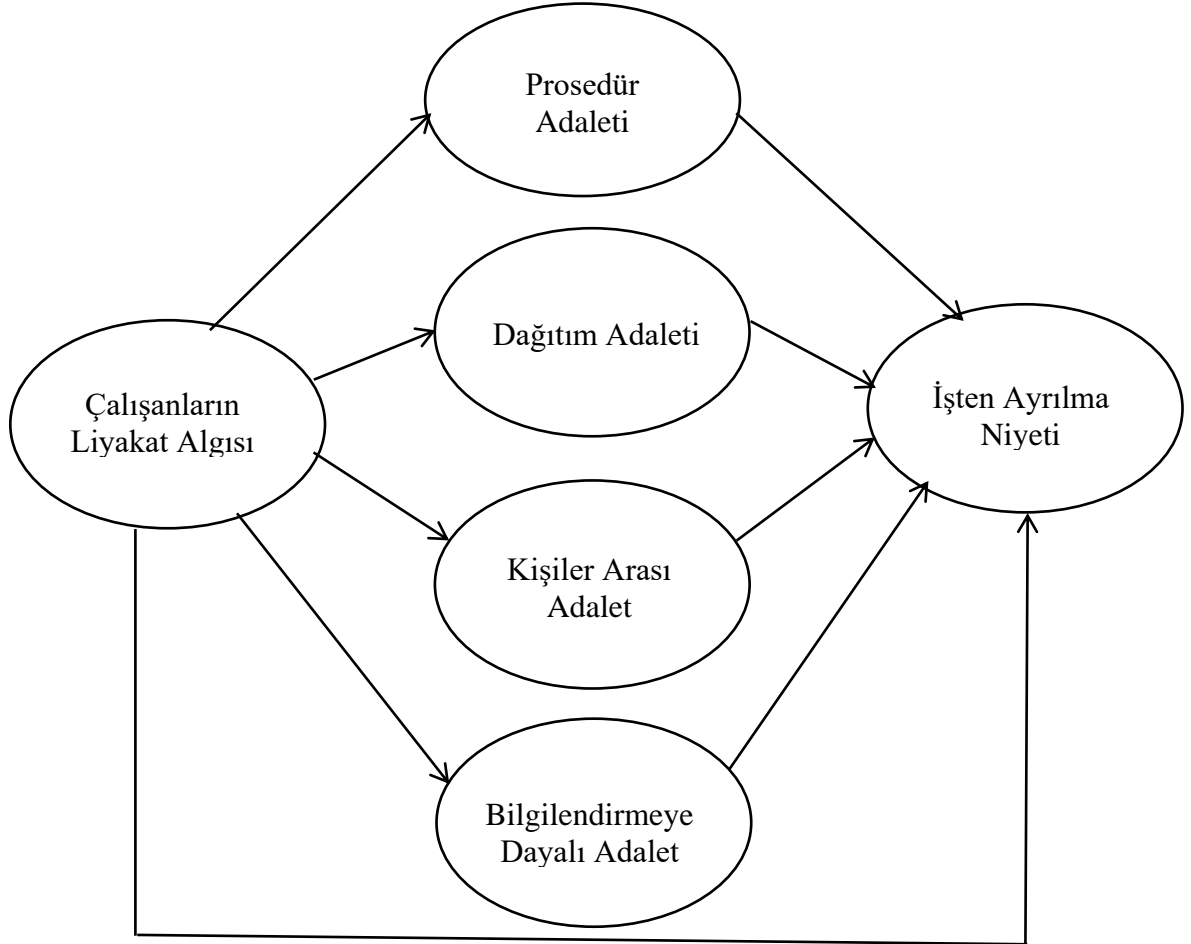 Prosedür
Adaleti
Dağıtım Adaleti
Çalışanların
Liyakat Algısı
İşten Ayrılma
Niyeti
Kişiler Arası
Adalet
Bilgilendirmeye
Dayalı Adalet